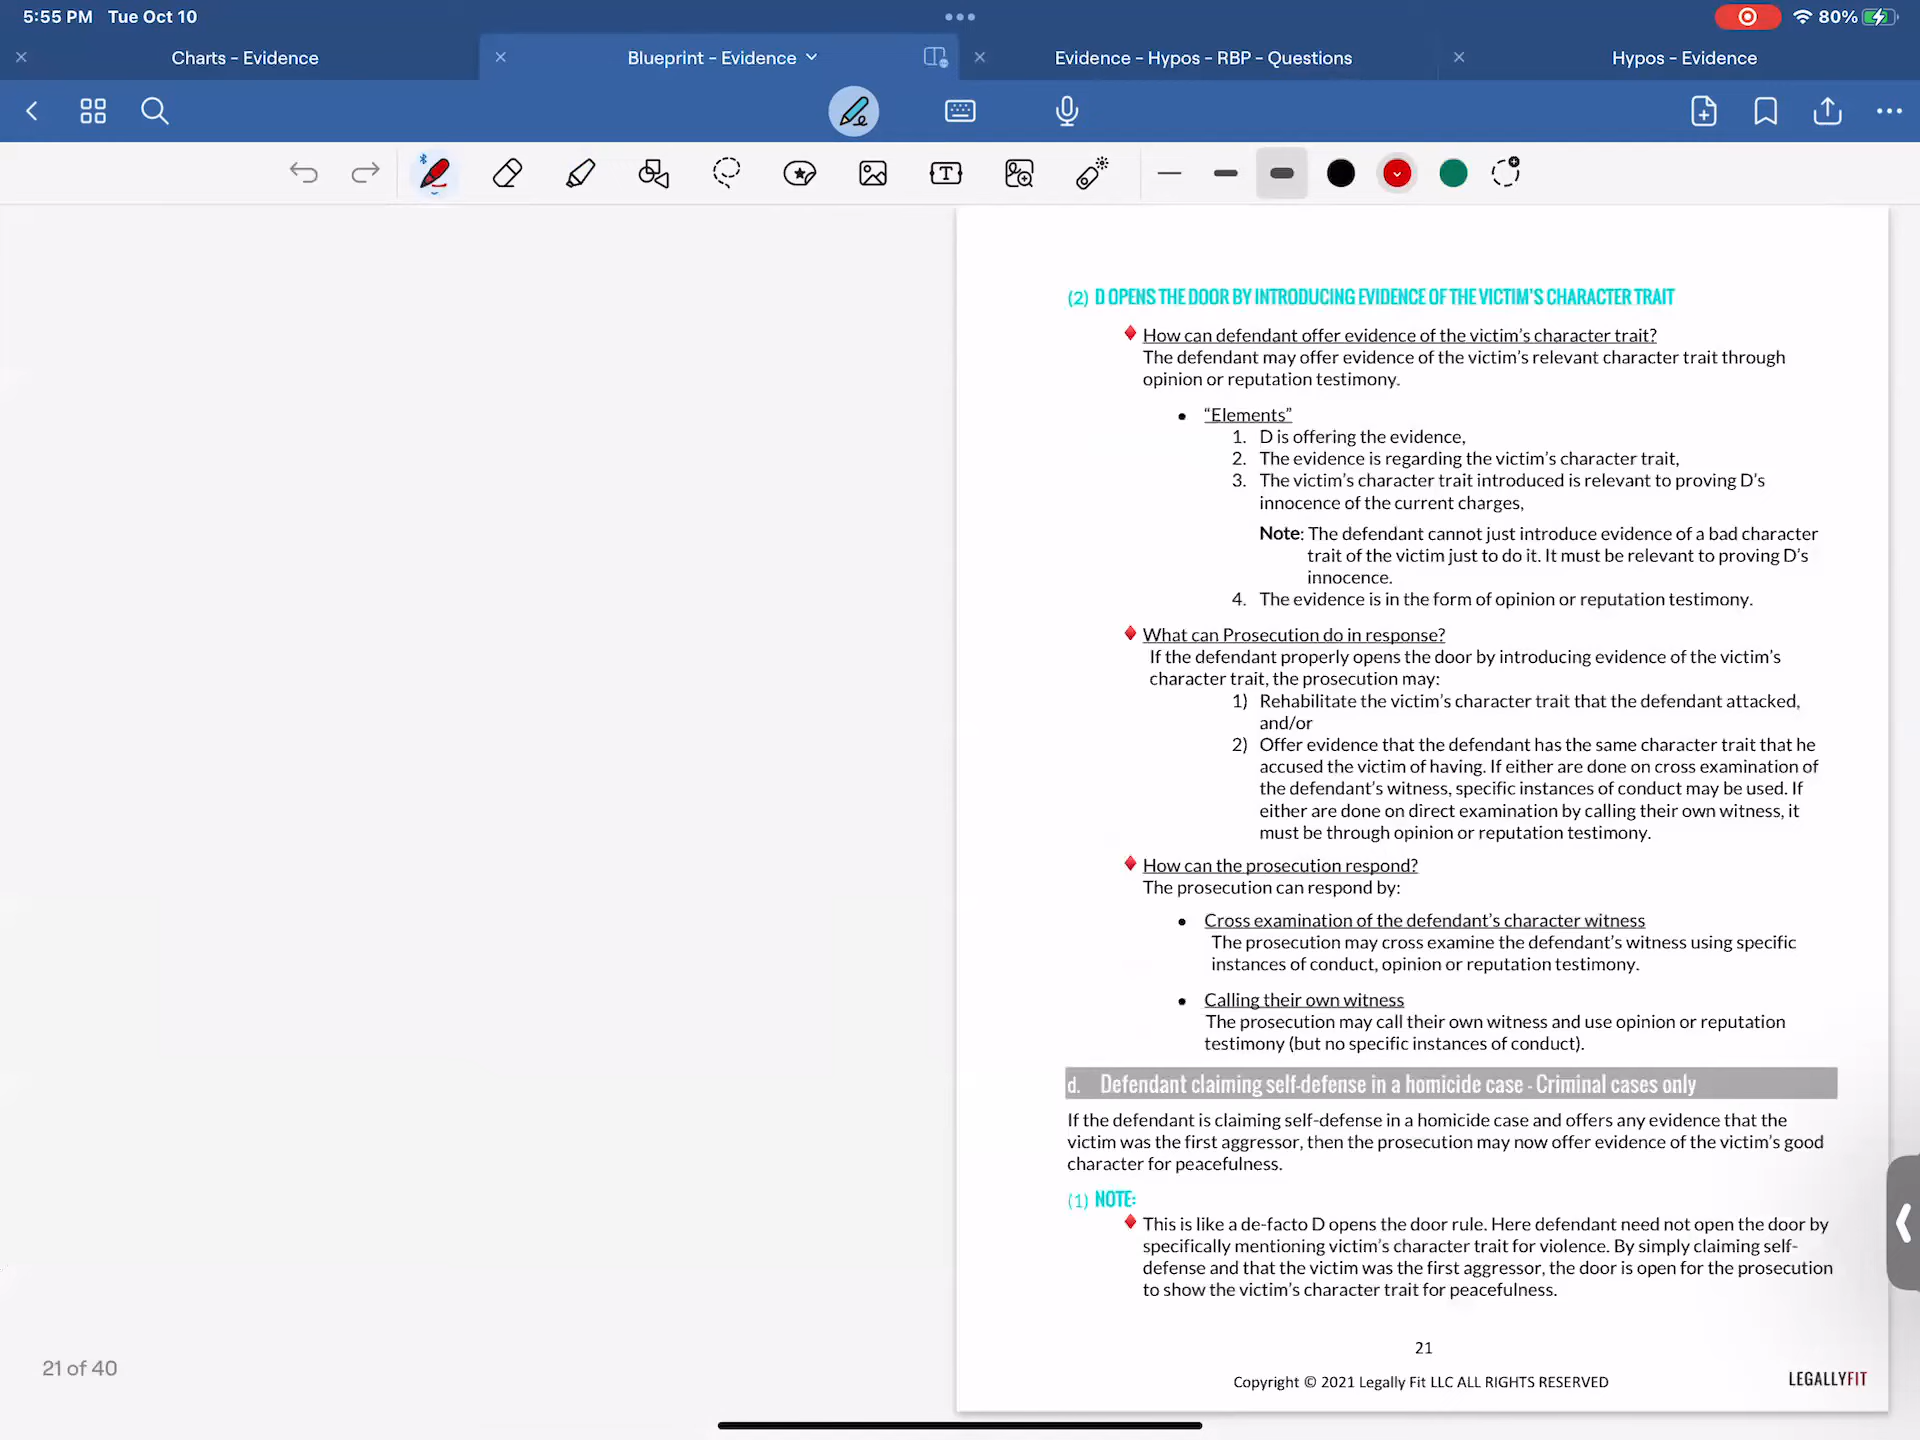 5:55 PM Tue Oct 10
80%
Charts - Evidence
Blueprint - Evidence
Evidence - Hypos - RBP - Questions
Hypos - Evidence
(2) D OPENS THE DOOR BY INTRODUCING EVIDENCE OF THE VICTIM'S CHARACTER TRAIT
How can defendant offer evidence of the victim's character trait?
The defendant may offer evidence of the victim's relevant character trait through
opinion or reputation testimony.
• "Elements"
1. D is offering the evidence,
2. The evidence is regarding the victim's character trait,
3. The victim's character trait introduced is relevant to proving D's
innocence of the current charges,
Note: The defendant cannot just introduce evidence of a bad character
trait of the victim just to do it. It must be relevant to proving D's
innocence.
4. The evidence is in the form of opinion or reputation testimony.
What can Prosecution do in response?
If the defendant properly opens the door by introducing evidence of the victim's
character trait, the prosecution may:
1) Rehabilitate the victim's character trait that the defendant attacked,
and/or
2) Offer evidence that the defendant has the same character trait that he
accused the victim of having. If either are done on cross examination of
the defendant's witness, specific instances of conduct may be used. If
either are done on direct examination by calling their own witness, it
must be through opinion or reputation testimony.
How can the prosecution respond?
The prosecution can respond by:
• Cross examination of the defendant's character witness
The prosecution may cross examine the defendant's witness using specific
instances of conduct, opinion or reputation testimony.
• Calling their own witness
The prosecution may call their own witness and use opinion or reputation
testimony (but no specific instances of conduct).
d. Defendant claiming self-defense in a homicide case - Criminal cases only
If the defendant is claiming self-defense in a homicide case and offers any evidence that the
victim was the first aggressor, then the prosecution may now offer evidence of the victim's good
character for peacefulness.
(1) NOTE:
This is like a de-facto D opens the door rule. Here defendant need not open the door by
specifically mentioning victim's character trait for violence. By simply claiming self-
defense and that the victim was the first aggressor, the door is open for the prosecution
to show the victim's character trait for peacefulness.
21
21 of 40
Copyright © 2021 Legally Fit LLC ALL RIGHTS RESERVED
LEGALLYFIT